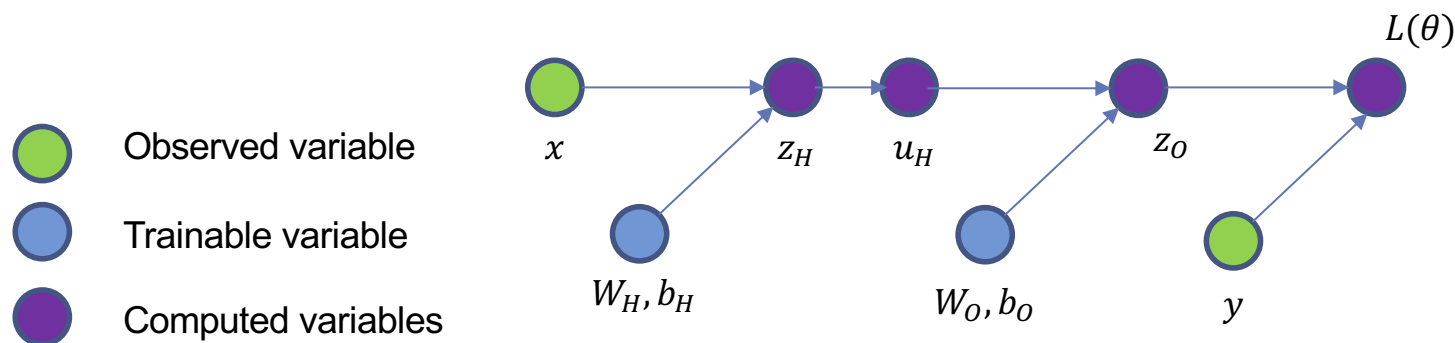 L(θ)
x
z_H
u_H
z_O
W_H, b_H
W_O, b_O
y
Observed variable
Trainable variable
Computed variables